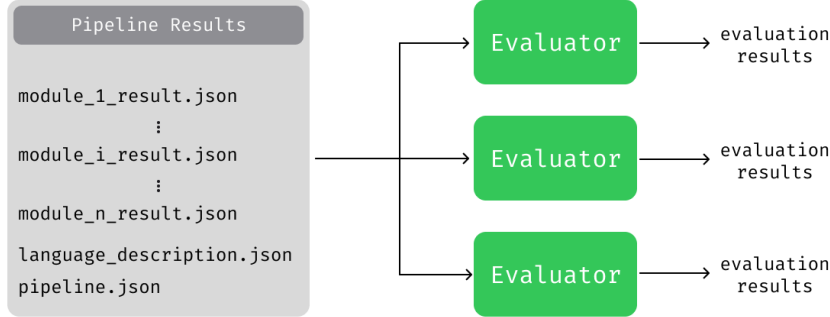 Pipeline Results
module_1_result.json
⋮
module_i_result.json
⋮
module_n_result.json
language_description.json
pipeline.json
Evaluator
evaluation
results
Evaluator
evaluation
results
Evaluator
evaluation
results